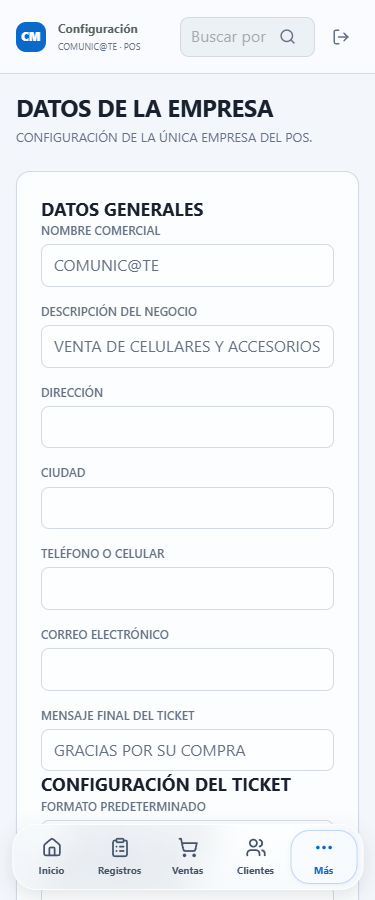 CM
Configuración
COMUNIC@TE · POS
Buscar por
DATOS DE LA EMPRESA
CONFIGURACIÓN DE LA ÚNICA EMPRESA DEL POS.
DATOS GENERALES
NOMBRE COMERCIAL
COMUNIC@TE
DESCRIPCIÓN DEL NEGOCIO
VENTA DE CELULARES Y ACCESORIOS
DIRECCIÓN
CIUDAD
TELÉFONO O CELULAR
CORREO ELECTRÓNICO
MENSAJE FINAL DEL TICKET
GRACIAS POR SU COMPRA
CONFIGURACIÓN DEL TICKET
FORMATO PREDETERMINADO
Inicio
Registros
Ventas
Clientes
Más